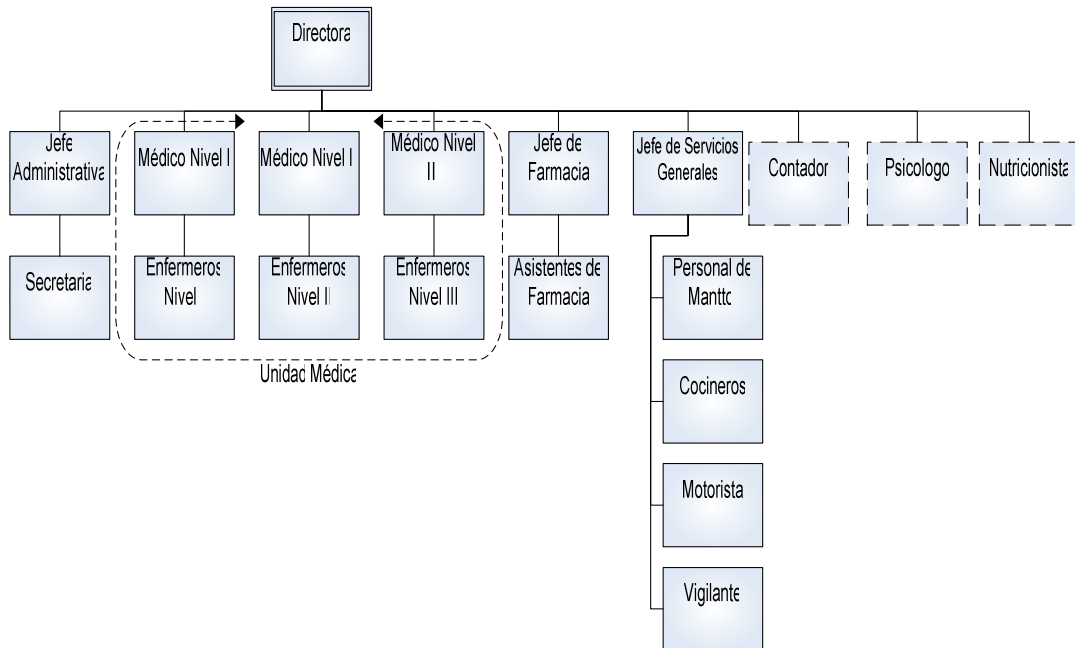 Directora
Jefe
Administrativa
Médico Nivel I
Médico Nivel I
Médico Nivel
II
Jefe de
Farmacia
Jefe de Servicios
Generales
Contador
Psicologo
Nutricionista
Secretaria
Enfermeros
Nivel
Enfermeros
Nivel II
Enfermeros
Nivel III
Asistentes de
Farmacia
Personal de
Mantto
Unidad Médica
Cocineros
Motorista
Vigilante